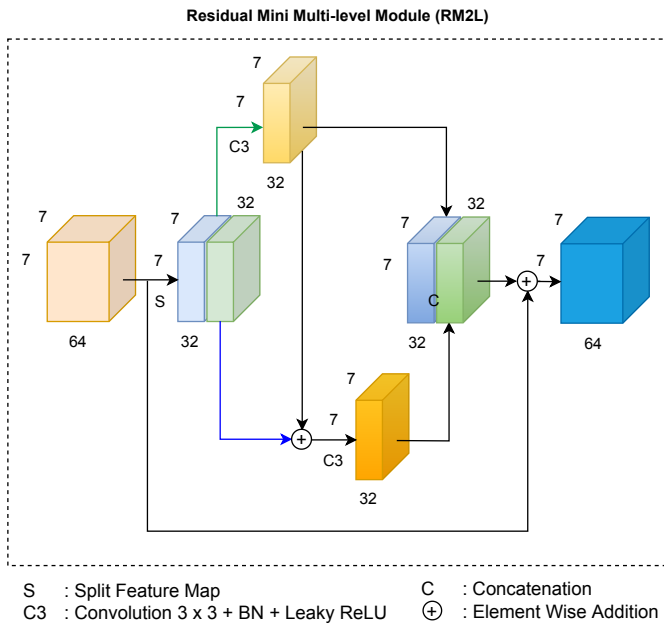 Residual Mini Multi-level Module (RM2L)
7
7
C3
32
7
7
64
7
32
7
S
32
7
32
7
C
32
7
7
64
7
7
C3
32
S : Split Feature Map
C : Concatenation
C3 : Convolution 3 x 3 + BN + Leaky ReLU
+ : Element Wise Addition